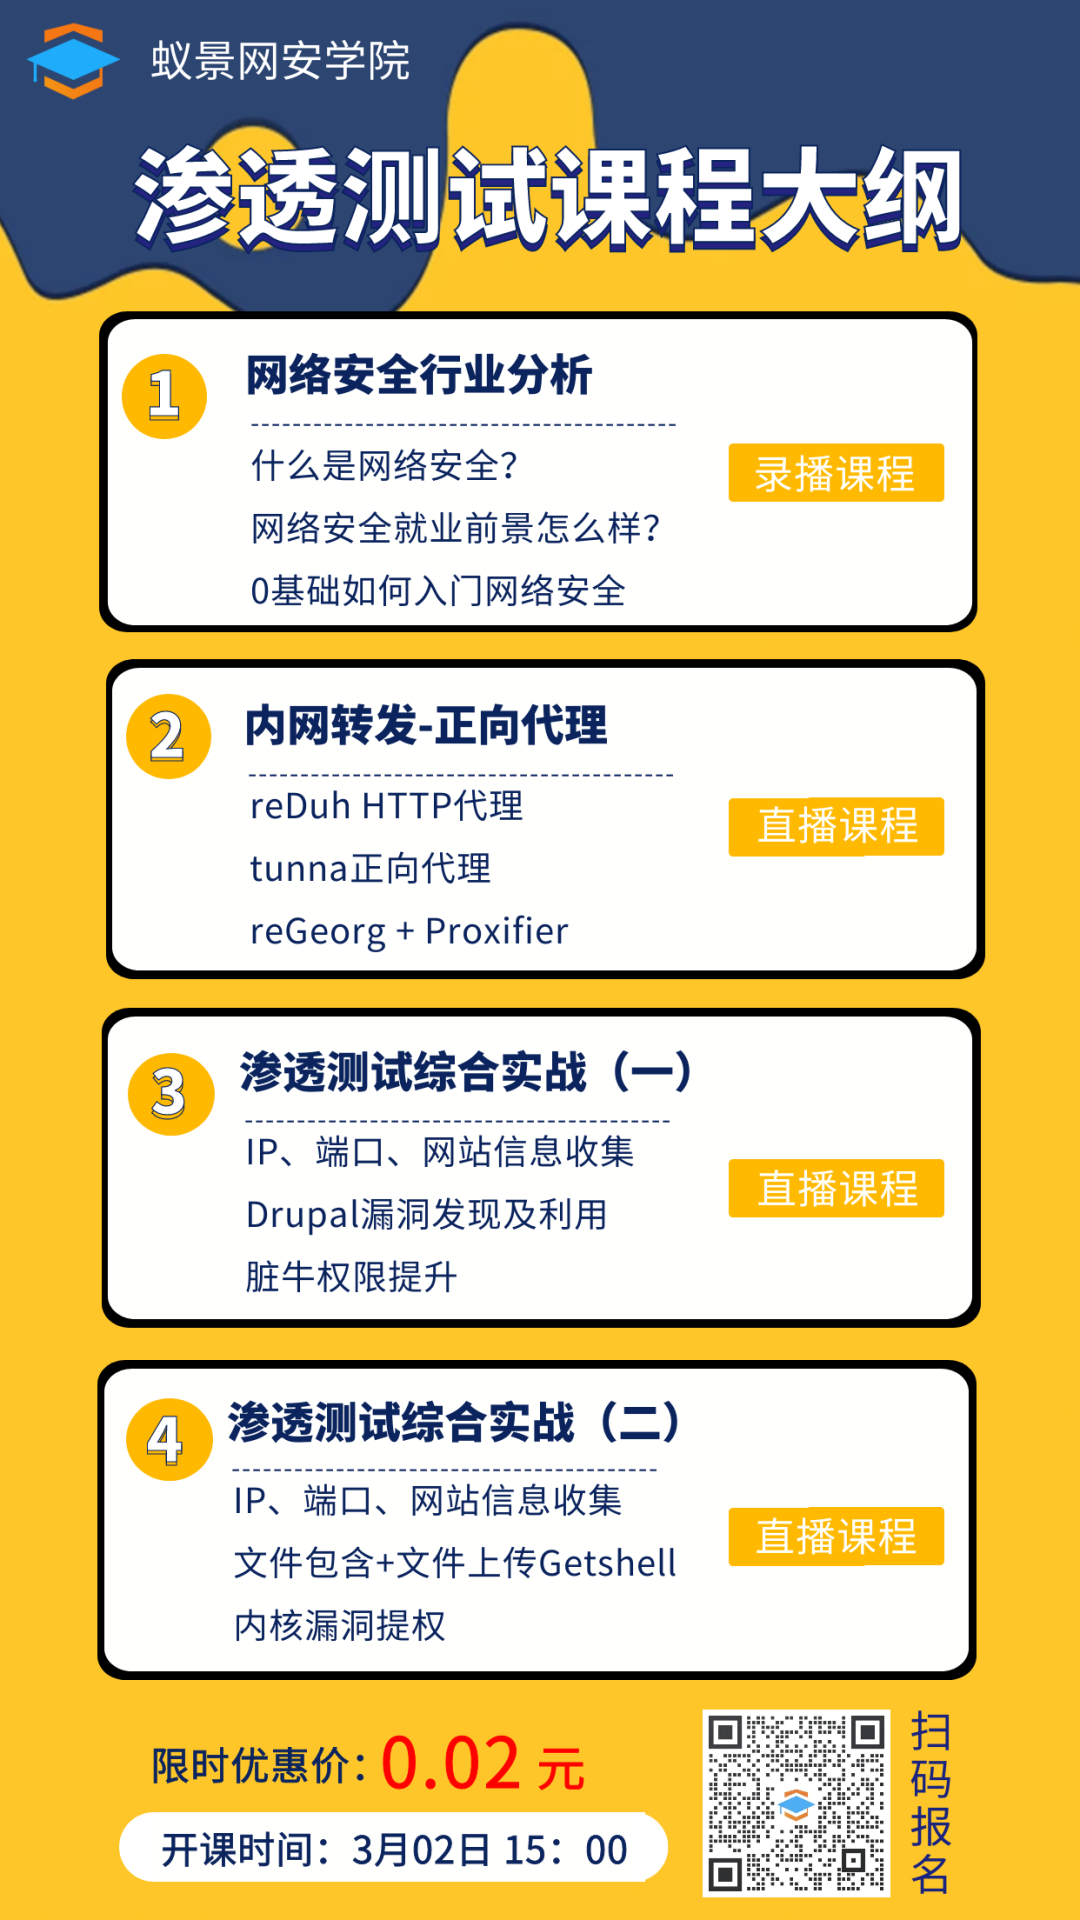 蚁景网安学院
渗透测试课程大纲
1
网络安全行业分析
什么是网络安全?
网络安全就业前景怎么样?
0基础如何入门网络安全
录播课程
2
内网转发-正向代理
reDuh HTTP代理
tunna正向代理
reGeorg + Proxifier
直播课程
3
渗透测试综合实战（一）
IP、端口、网站信息收集
Drupal漏洞发现及利用
脏牛权限提升
直播课程
4
渗透测试综合实战（二）
IP、端口、网站信息收集
文件包含+文件上传Getshell
内核漏洞提权
直播课程
限时优惠价：0.02 元
开课时间：3月02日 15：00
扫码报名